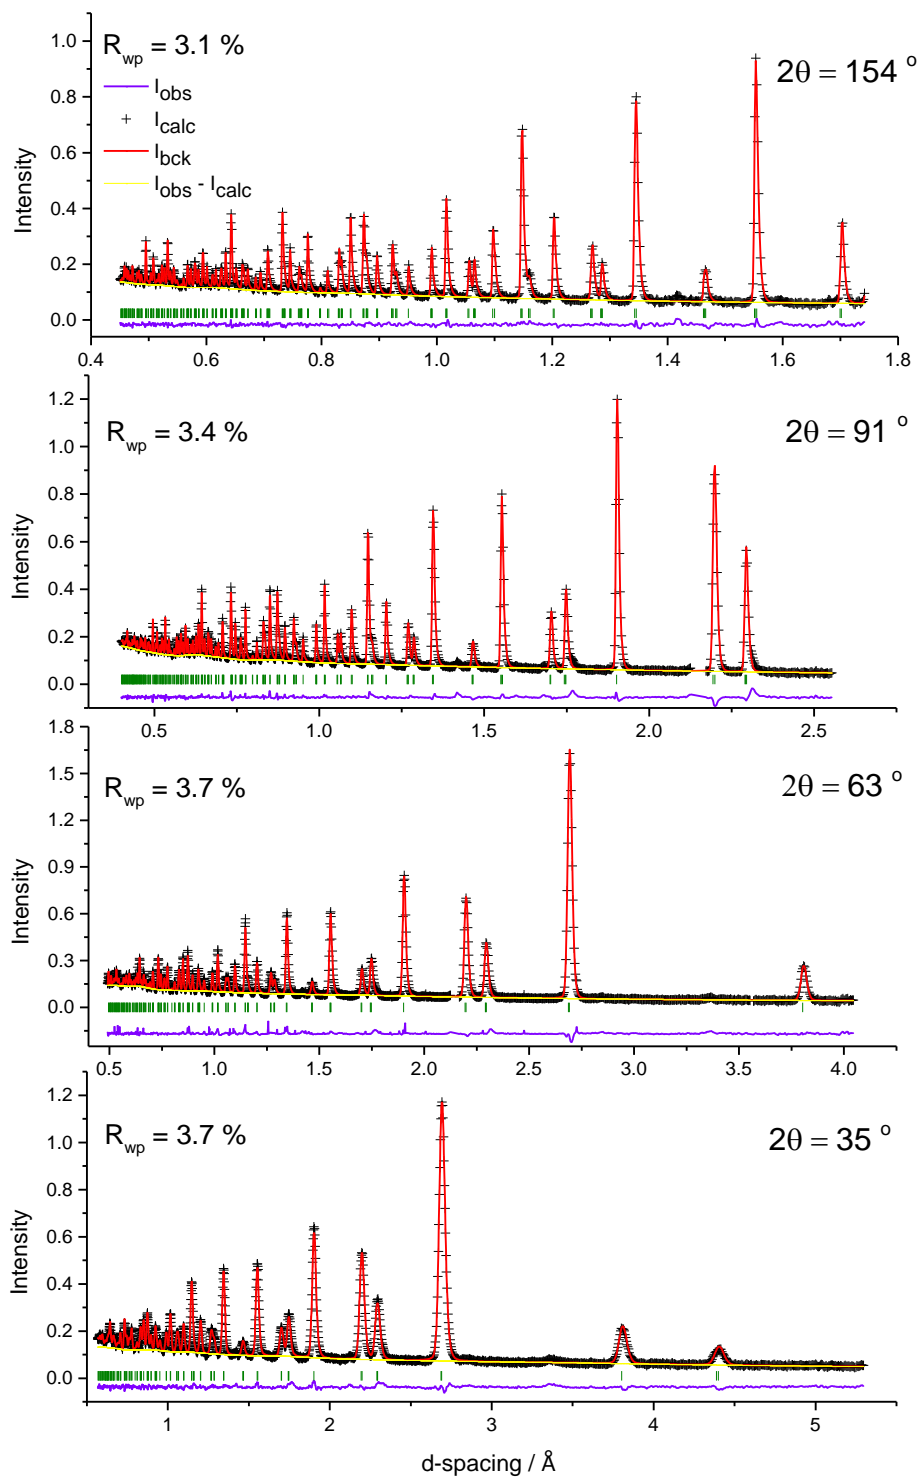 R_wp = 3.1 %
2θ = 154 °
I_obs
I_calc
I_bck
I_obs - I_calc
Intensity
1.0
0.8
0.6
0.4
0.2
0.0
0.4 0.6 0.8 1.0 1.2 1.4 1.6 1.8
R_wp = 3.4 %
2θ = 91 °
Intensity
1.2
1.0
0.8
0.6
0.4
0.2
0.0
0.5 1.0 1.5 2.0 2.5
R_wp = 3.7 %
2θ = 63 °
Intensity
1.8
1.5
1.2
0.9
0.6
0.3
0.0
0.5 1.0 1.5 2.0 2.5 3.0 3.5 4.0
R_wp = 3.7 %
2θ = 35 °
Intensity
1.2
1.0
0.8
0.6
0.4
0.2
0.0
1 2 3 4 5
d-spacing / Å